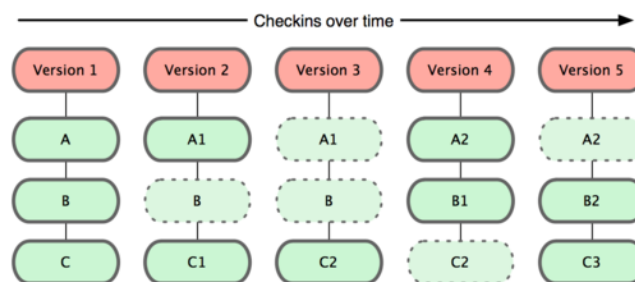 Checkins over time
Version 1 Version 2 Version 3 Version 4 Version 5
A A1 A1 A2 A2
B B B B1 B2
C C1 C2 C2 C3